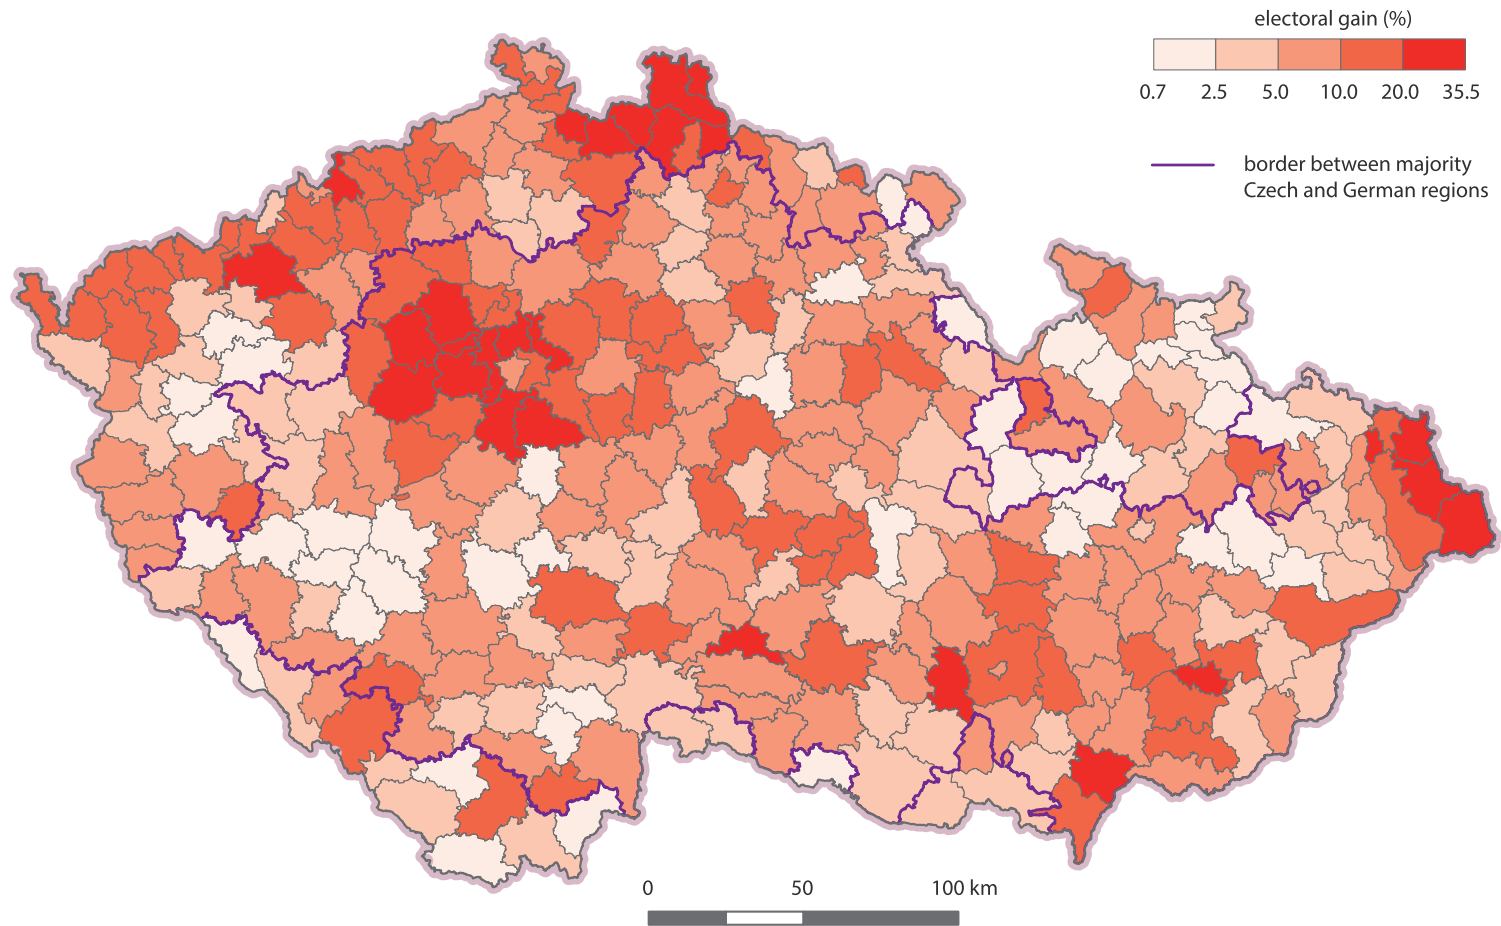 electoral gain (%)
0.7 2.5 5.0 10.0 20.0 35.5
border between majority
Czech and German regions
0 50 100 km